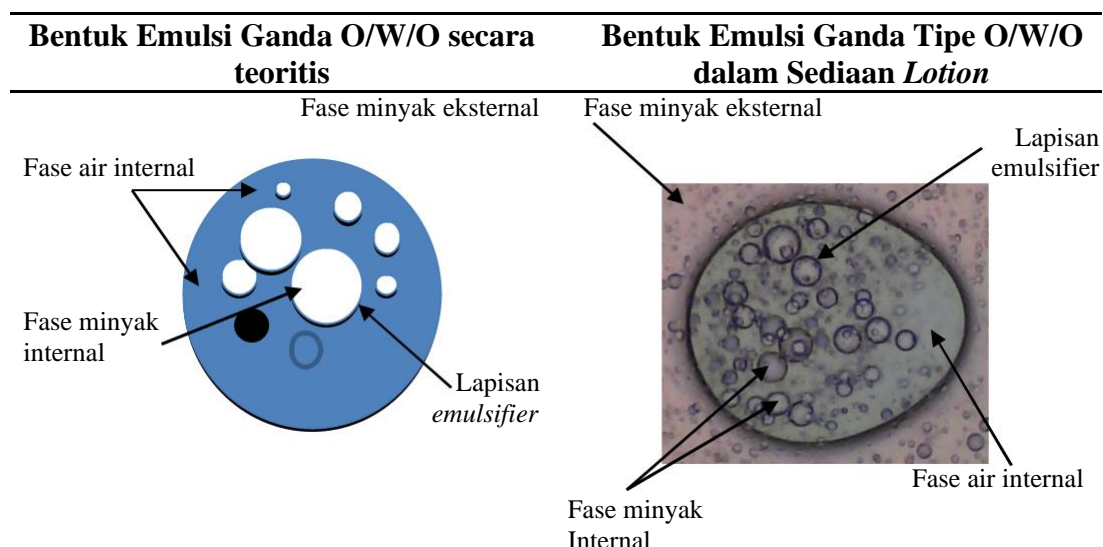 Bentuk Emulsi Ganda O/W/O secara
teoritis
Bentuk Emulsi Ganda Tipe O/W/O
dalam Sediaan Lotion
Fase minyak eksternal
Fase air internal
Fase minyak
internal
Lapisan
emulsifier
Fase minyak eksternal
Lapisan
emulsifier
Fase air internal
Fase minyak
Internal